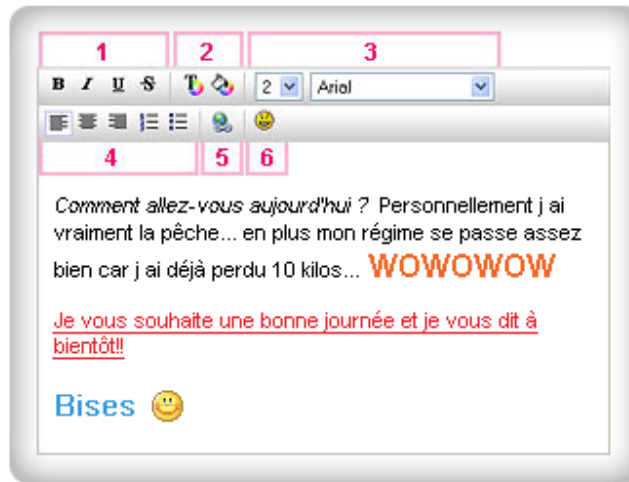 1 2 3
B I U S 2 Arial
4 5 6
Comment allez-vous aujourd'hui ? Personnellement j ai
vraiment la pêche... en plus mon régime se passe assez
bien car j ai déjà perdu 10 kilos... WOWOWOW
Je vous souhaite une bonne journée et je vous dit à
bientôt!!
Bises